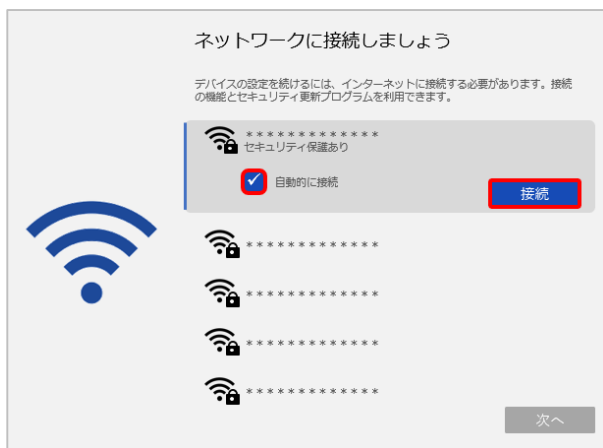 ネットワークに接続しましょう
デバイスの設定を続けるには、インターネットに接続する必要があります。接続
の機能とセキュリティ更新プログラムを利用できます。
*************
セキュリティ保護あり
自動的に接続
接続
*************
*************
*************
*************
次へ